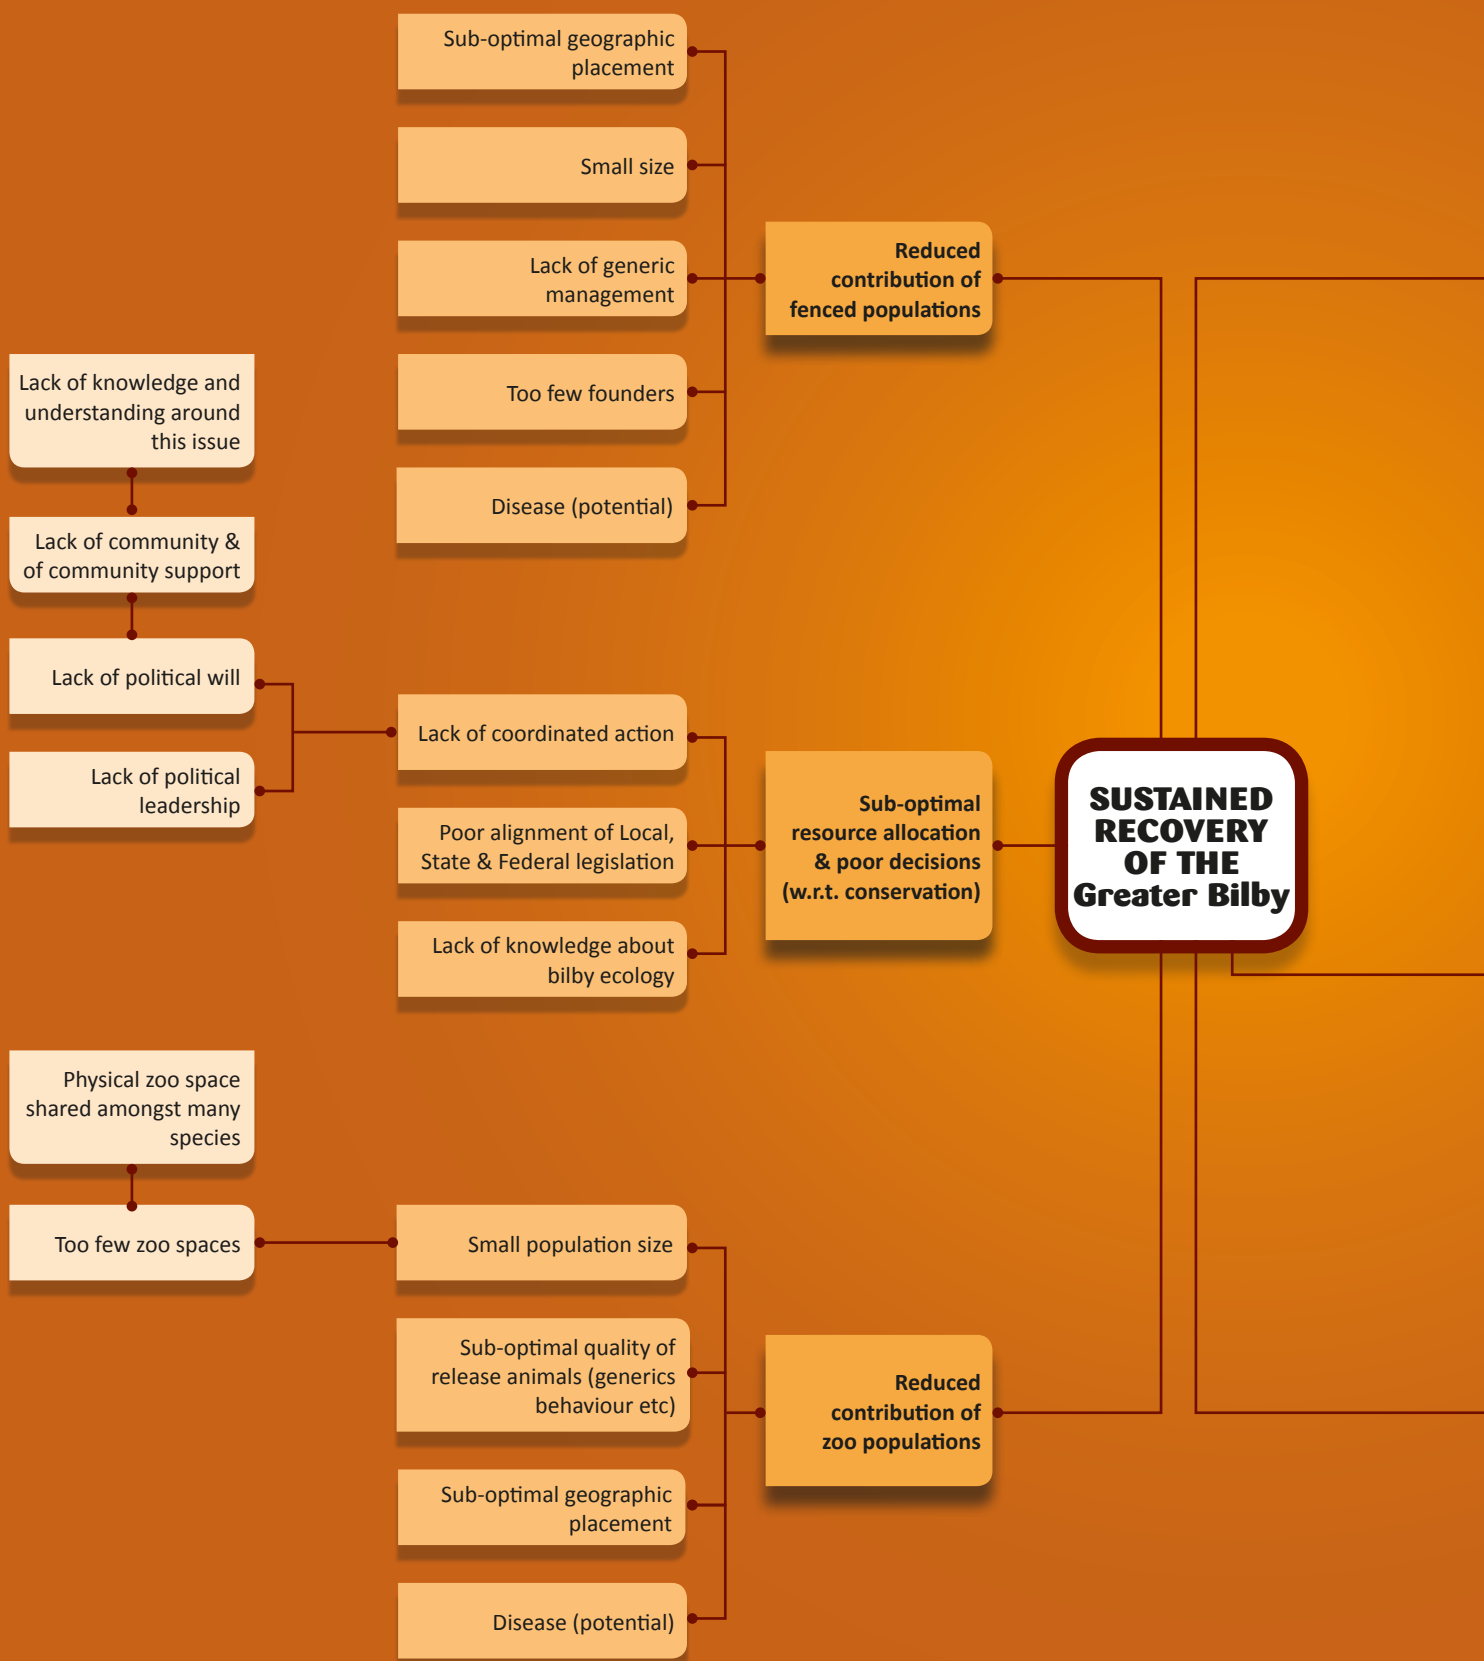 Sub-optimal geographic
placement
Small size
Lack of generic
management
Too few founders
Disease (potential)
Reduced
contribution of
fenced populations
Lack of knowledge and
understanding around
this issue
Lack of community &
of community support
Lack of political will
Lack of political
leadership
Lack of coordinated action
Poor alignment of Local,
State & Federal legislation
Lack of knowledge about
bilby ecology
Sub-optimal
resource allocation
& poor decisions
(w.r.t. conservation)
SUSTAINED
RECOVERY
OF THE
Greater Bilby
Physical zoo space
shared amongst many
species
Too few zoo spaces
Small population size
Sub-optimal quality of
release animals (generics
behaviour etc)
Sub-optimal geographic
placement
Disease (potential)
Reduced
contribution of
zoo populations